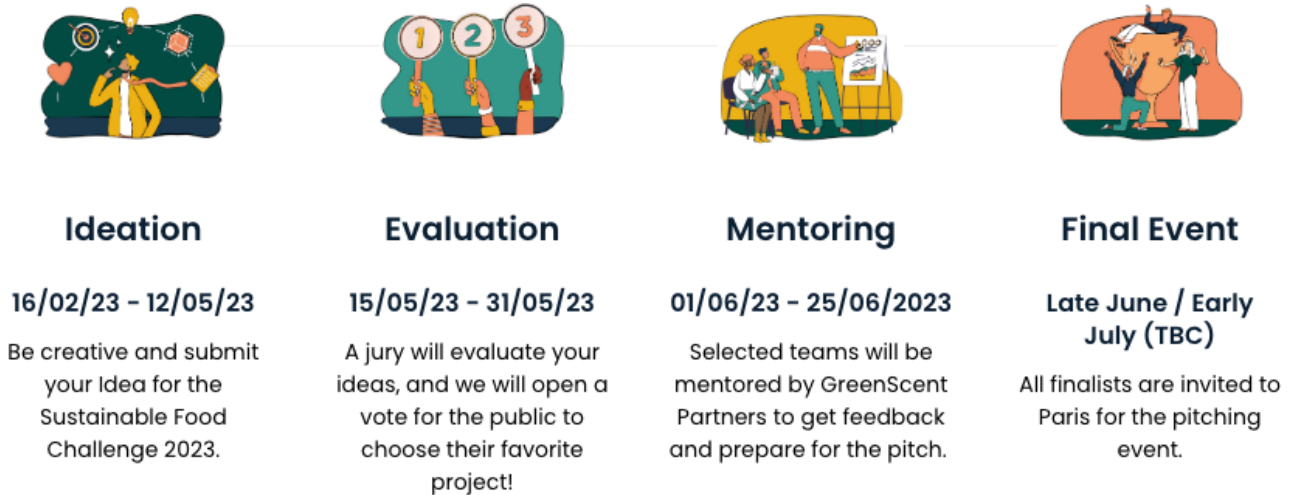 1
2
3
Ideation
16/02/23 - 12/05/23
Be creative and submit
your Idea for the
Sustainable Food
Challenge 2023.
Evaluation
15/05/23 - 31/05/23
A jury will evaluate your
ideas, and we will open a
vote for the public to
choose their favorite
project!
Mentoring
01/06/23 - 25/06/2023
Selected teams will be
mentored by GreenScent
Partners to get feedback
and prepare for the pitch.
Final Event
Late June / Early
July (TBC)
All finalists are invited to
Paris for the pitching
event.